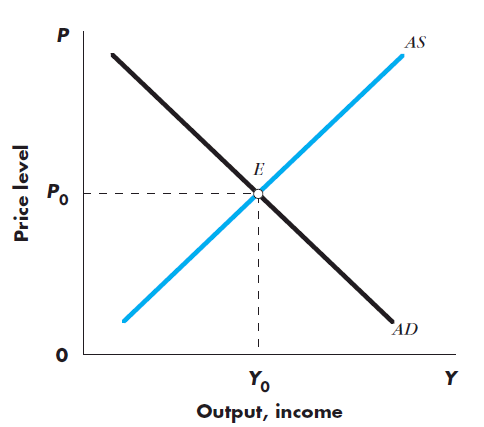 P
AS
Price level
E
P₀
AD
0
Y₀
Y
Output, income